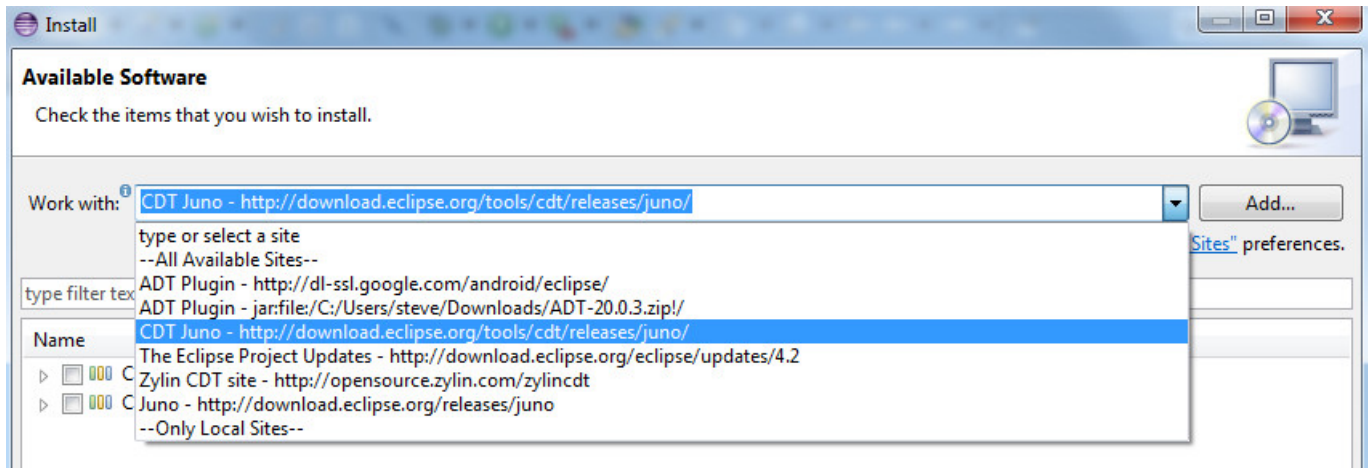 Install
Available Software
Check the items that you wish to install.
Work with: CDT Juno - http://download.eclipse.org/tools/cdt/releases/juno/ Add...
type or select a site
Sites" preferences.
--All Available Sites--
ADT Plugin - http://dl-ssl.google.com/android/eclipse/
type filter tex
ADT Plugin - jar:file:/C:/Users/steve/Downloads/ADT-20.0.3.zip!/
CDT Juno - http://download.eclipse.org/tools/cdt/releases/juno/
Name
The Eclipse Project Updates - http://download.eclipse.org/eclipse/updates/4.2
C
Zylin CDT site - http://opensource.zylin.com/zylincdt
C
Juno - http://download.eclipse.org/releases/juno
--Only Local Sites--